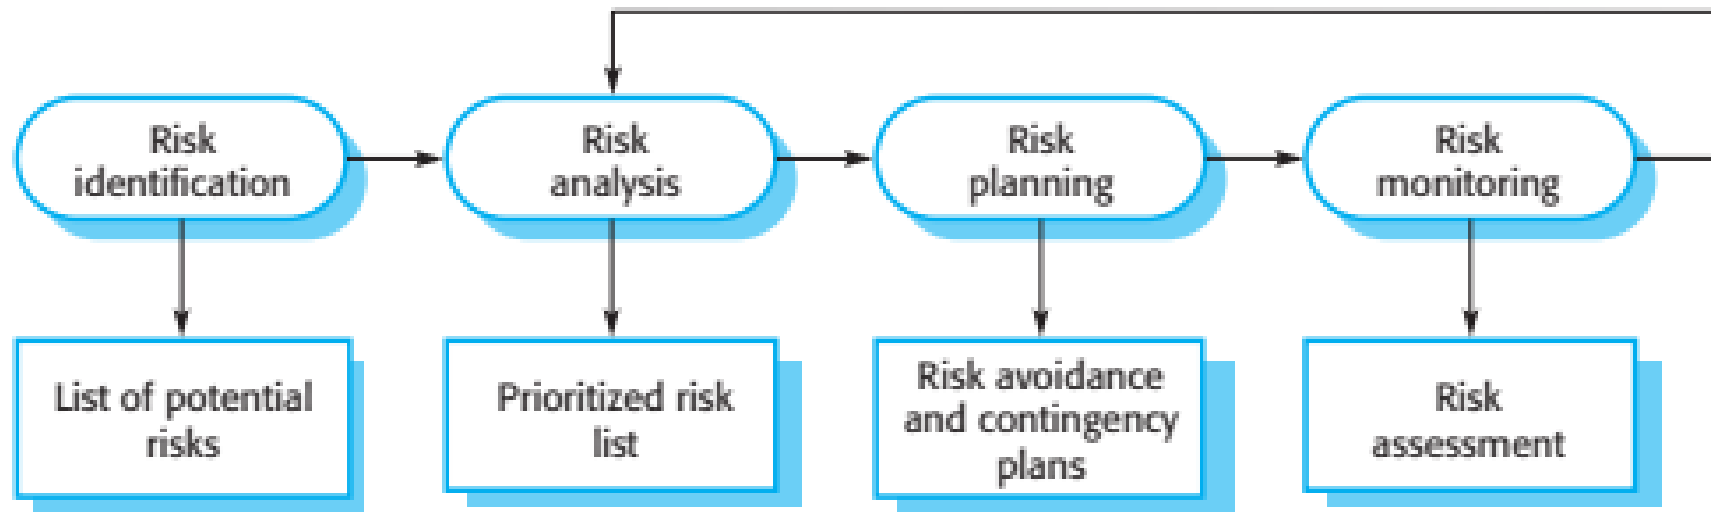 Risk
identification
Risk
analysis
Risk
planning
Risk
monitoring
List of potential
risks
Prioritized risk
list
Risk avoidance
and contingency
plans
Risk
assessment